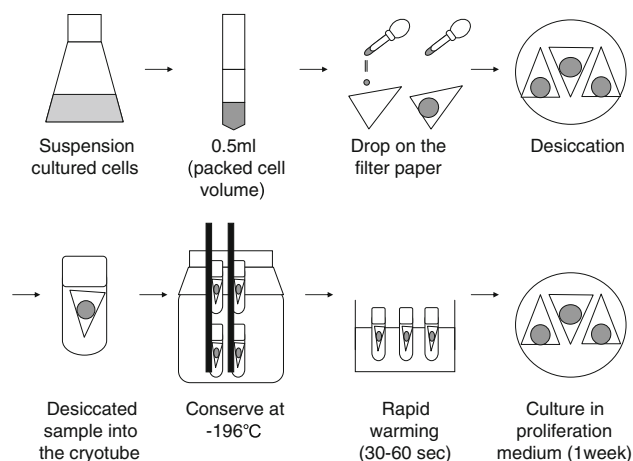 Suspension
cultured cells
0.5ml
(packed cell
volume)
Drop on the
filter paper
Desiccation
Desiccated
sample into
the cryotube
Conserve at
-196℃
Rapid
warming
(30-60 sec)
Culture in
proliferation
medium (1week)